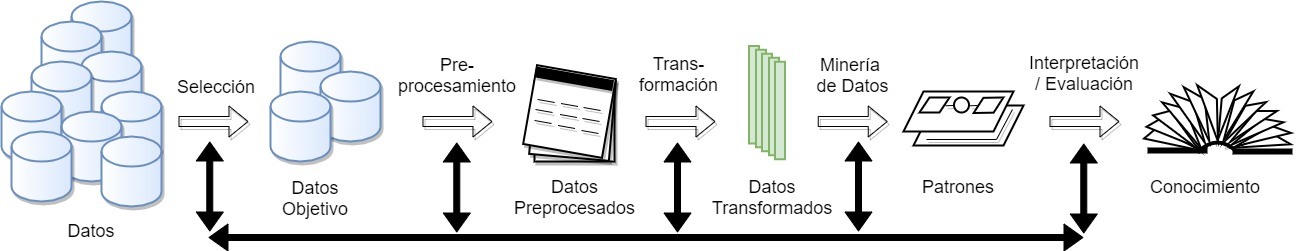 Datos
Selección
Datos
Objetivo
Pre-
procesamiento
Datos
Preprocesados
Trans-
formación
Datos
Transformados
Minería
de Datos
Patrones
Interpretación
/ Evaluación
Conocimiento